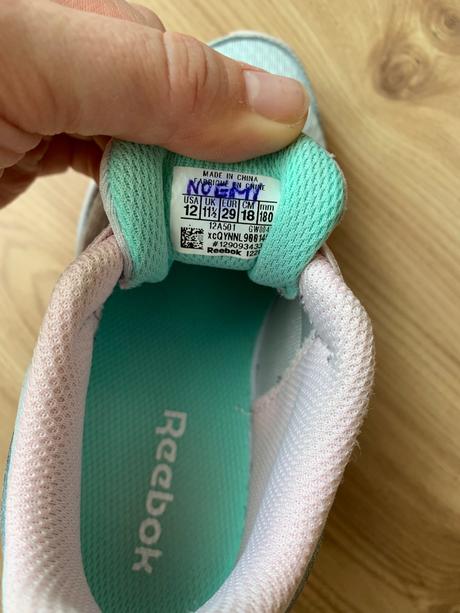 MADE IN CHINA
FABRIQUÉ EN CHINE
NOEMI
USA UK EUR CM mm
12 11½ 29 18 180
12A501
Reebok
Reebok